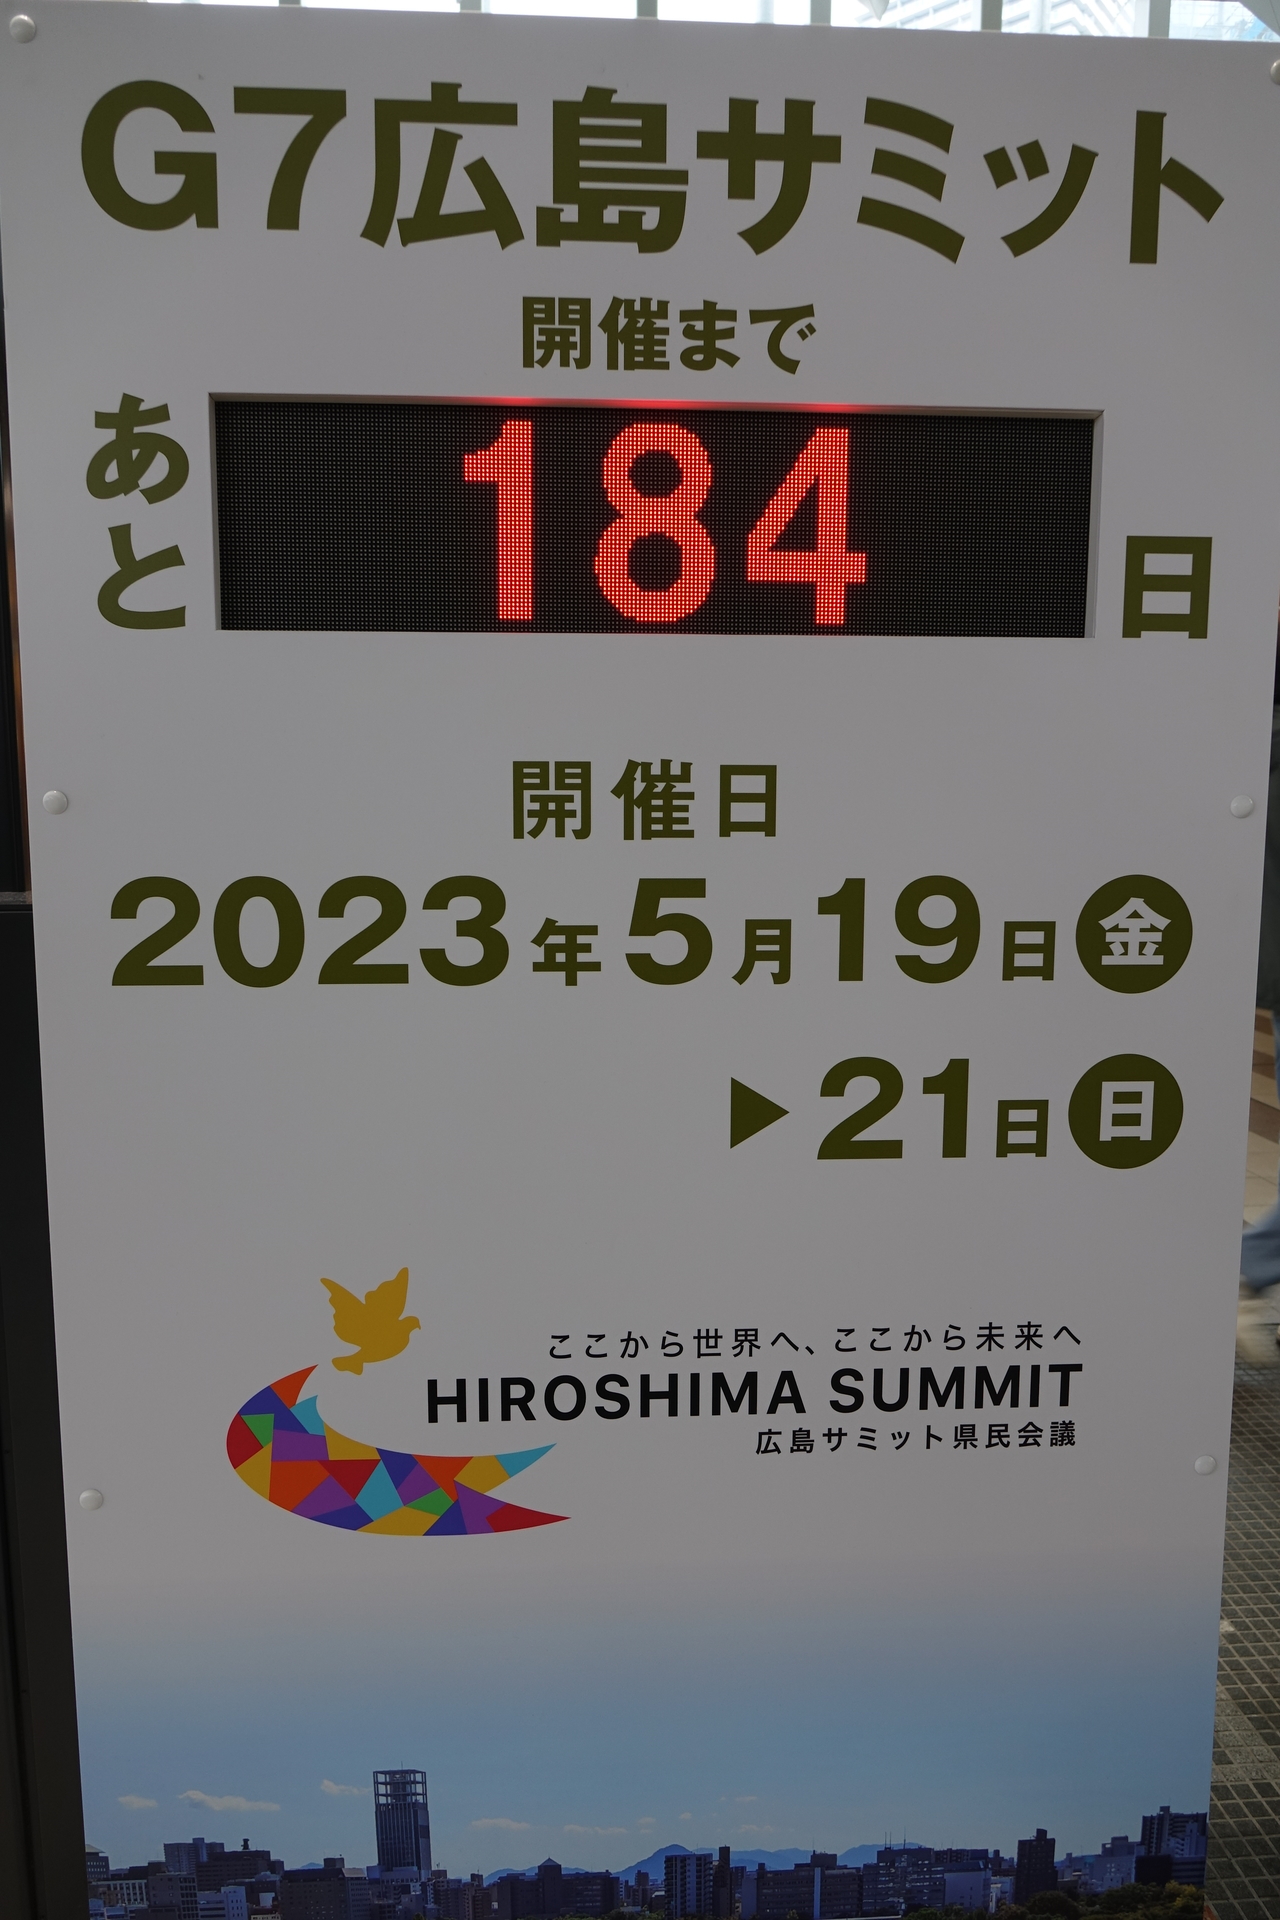 G7広島サミット
開催まで
あと 184 日
開催日
2023年5月19日金
▶21日日
ここから世界へ、ここから未来へ
HIROSHIMA SUMMIT
広島サミット県民会議